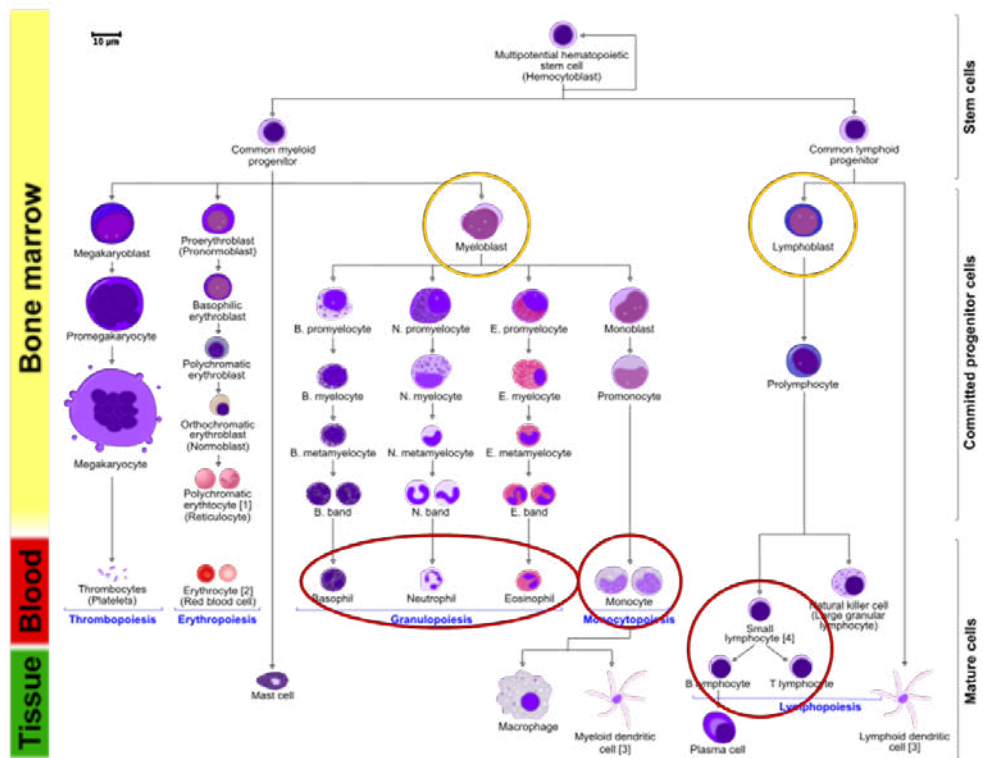 10 µm
Multipotential hematopoietic
stem cell
(Hemocytoblast)
Common myeloid
progenitor
Common lymphoid
progenitor
Stem cells
Bone marrow
Megakaryoblast
Proerythroblast
(Pronormoblast)
Myeloblast
Lymphoblast
Basophilic
erythroblast
Promegakaryocyte
B. promyelocyte
N. promyelocyte
E. promyelocyte
Monoblast
Polychromatic
erythroblast
Prolymphocyte
B. myelocyte
N. myelocyte
E. myelocyte
Promonocyte
Committed progenitor cells
Orthochromatic
erythroblast
(Normoblast)
Megakaryocyte
B. metamyelocyte
N. metamyelocyte
E. metamyelocyte
Polychromatic
erythtocyte [1]
(Reticulocyte)
B. band
N. band
E. band
Blood
Thrombocytes
(Platelets)
Erythrocyte [2]
(Red blood cell)
Basophil
Neutrophil
Eosinophil
Monocyte
Natural killer cell
(Large granular
lymphocyte)
Small
lymphocyte [4]
Thrombopoiesis
Erythropoiesis
Granulopoiesis
Monocytopoiesis
Mature cells
Tissue
Mast cell
B lymphocyte
T lymphocyte
Lymphopoiesis
Macrophage
Myeloid dendritic
cell [3]
Plasma cell
Lymphoid dendritic
cell [3]